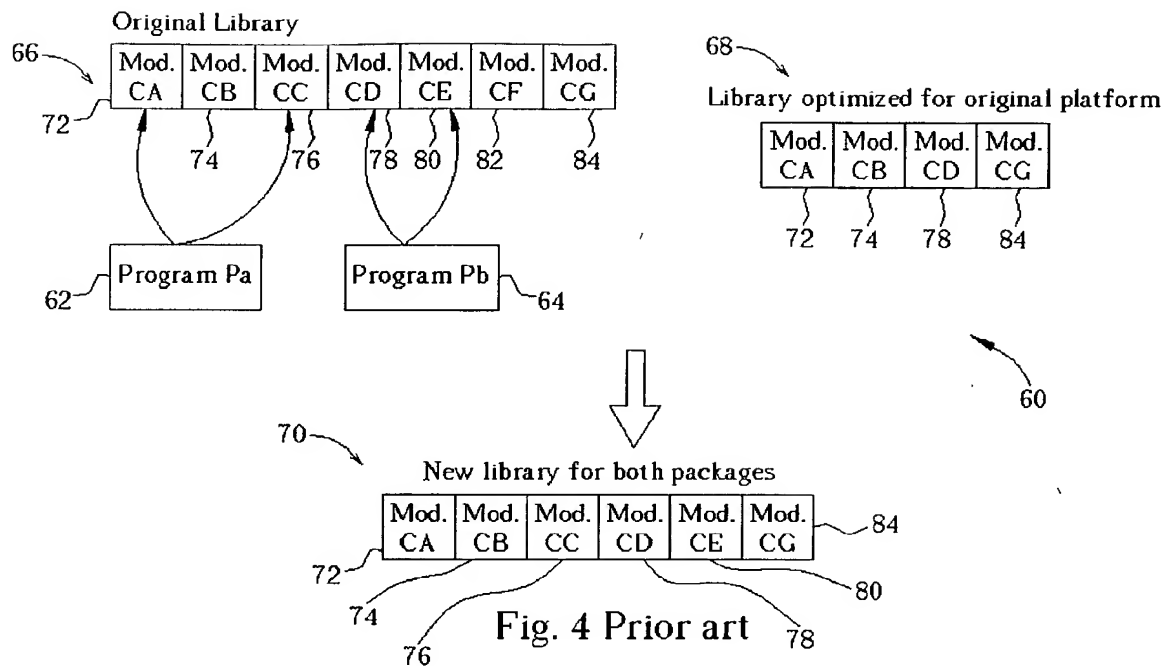 Original Library
66
Mod. CA
Mod. CB
Mod. CC
Mod. CD
Mod. CE
Mod. CF
Mod. CG
72
74
76
78
80
82
84
Program Pa
Program Pb
62
64
68
Library optimized for original platform
Mod. CA
Mod. CB
Mod. CD
Mod. CG
72
74
78
84
60
70
New library for both packages
Mod. CA
Mod. CB
Mod. CC
Mod. CD
Mod. CE
Mod. CG
84
72
74
76
78
80
Fig. 4 Prior art